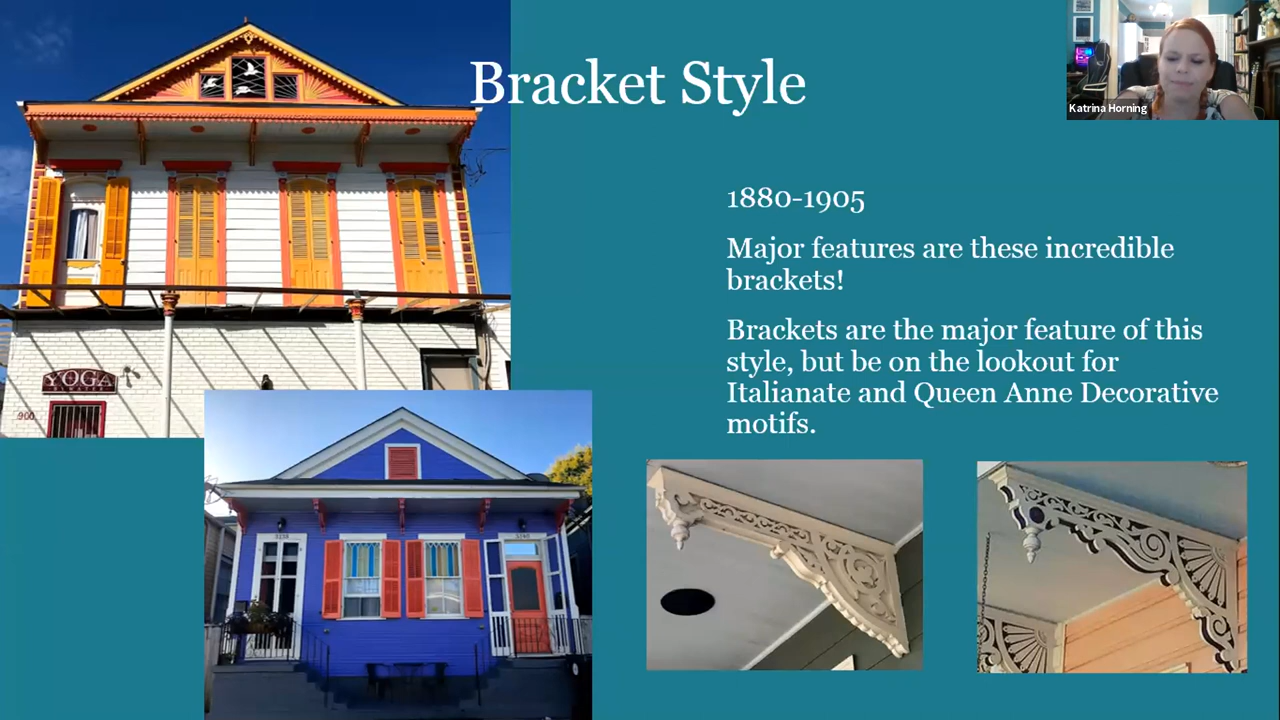 Bracket Style
Katrina Horning
1880-1905
Major features are these incredible
brackets!
Brackets are the major feature of this
style, but be on the lookout for
Italianate and Queen Anne Decorative
motifs.
YOGA
900